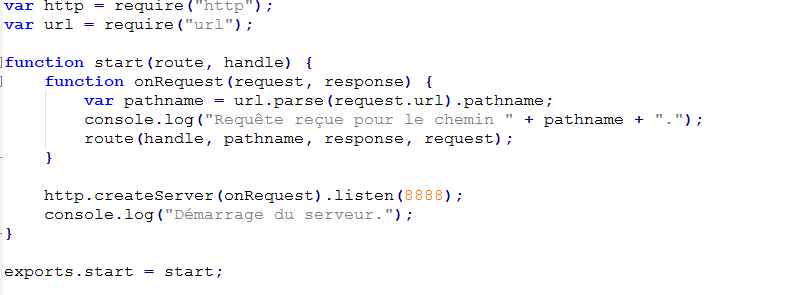 var http = require("http");
var url = require("url");
function start(route, handle) {
    function onRequest(request, response) {
        var pathname = url.parse(request.url).pathname;
        console.log("Requête reçue pour le chemin " + pathname + ".");
        route(handle, pathname, response, request);
    }
    http.createServer(onRequest).listen(8888);
    console.log("Démarrage du serveur.");
}
exports.start = start;